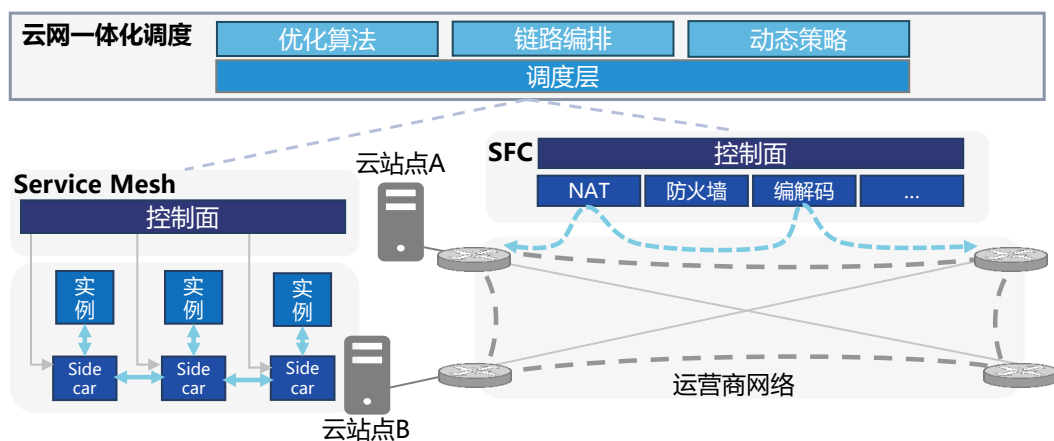 云网一体化调度
优化算法
链路编排
动态策略
调度层
Service Mesh
控制面
实
例
实
例
实
例
Side
car
Side
car
Side
car
云站点A
云站点B
SFC
控制面
NAT
防火墙
编解码
...
运营商网络